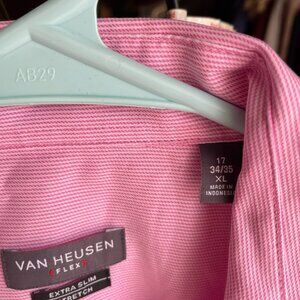 AB29
17
34/35
XL
MADE IN
INDONESIA
VAN HEUSEN
FLEX
EXTRA SLIM
STRETCH